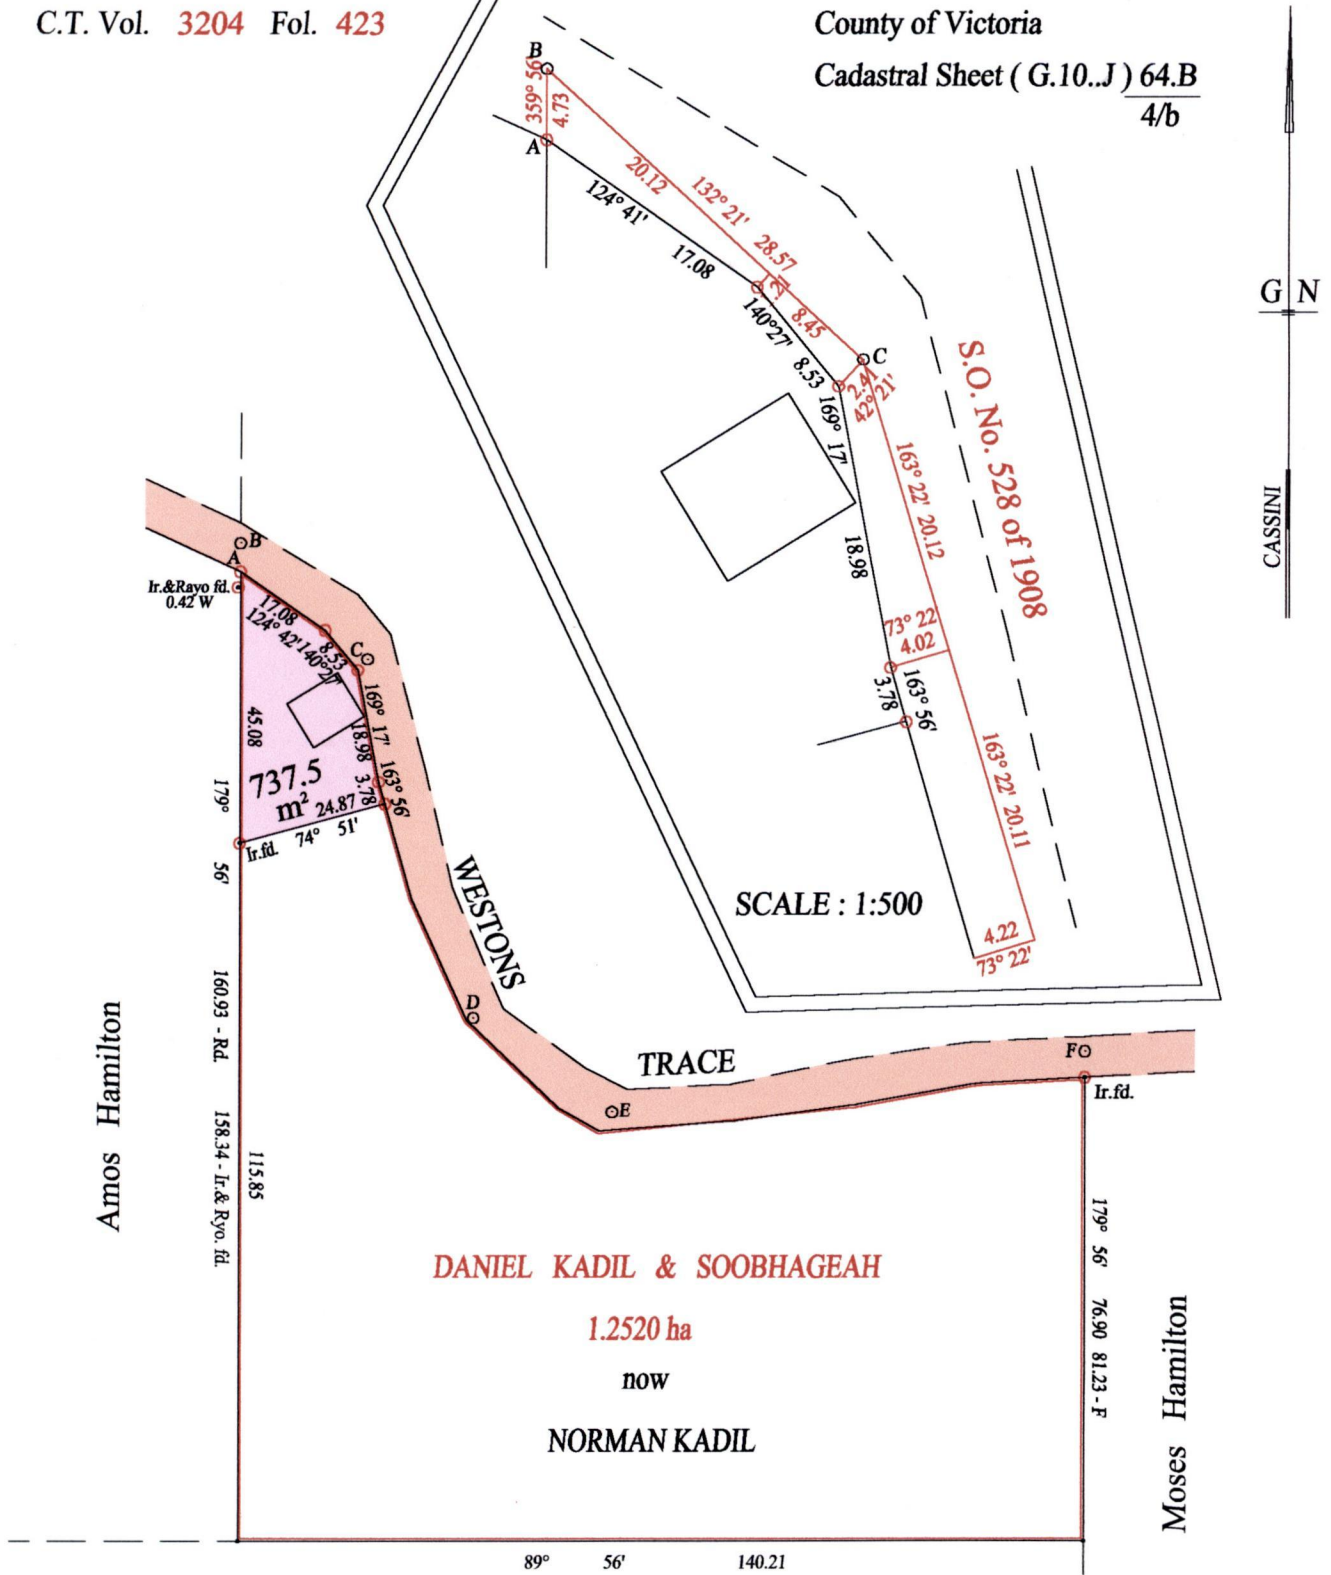 C.T. Vol. 3204 Fol. 423
County of Victoria
Cadastral Sheet ( G.10..J ) 64.B
4/b
G N
CASSINI
B
359° 56'
4.73
A
20.12
132° 21'
28.57
124° 41'
17.08
140°27'
8.45
8.53
C
2.41
42° 21'
169° 17'
18.98
163° 22' 20.12
S.O. No. 528 of 1908
73° 22
4.02
3.78
163° 56'
163° 22' 20.11
4.22
73° 22'
SCALE : 1:500
B
A
Ir.&Rayo fd.
0.42 W
17.08
124° 42'
8.53
140°27'
C
169° 17'
18.98
45.08
737.5
m²
3.78
163° 56'
24.87
74° 51'
Ir.fd.
179° 56' 160.93 - Rd. 158.34 - Ir.& Ryo. fd.
115.85
WESTONS
TRACE
D
E
F
Ir.fd.
Amos Hamilton
DANIEL KADIL & SOOBHAGEAH
1.2520 ha
now
NORMAN KADIL
179° 56' 76.90 81.23 - F
Moses Hamilton
89° 56' 140.21